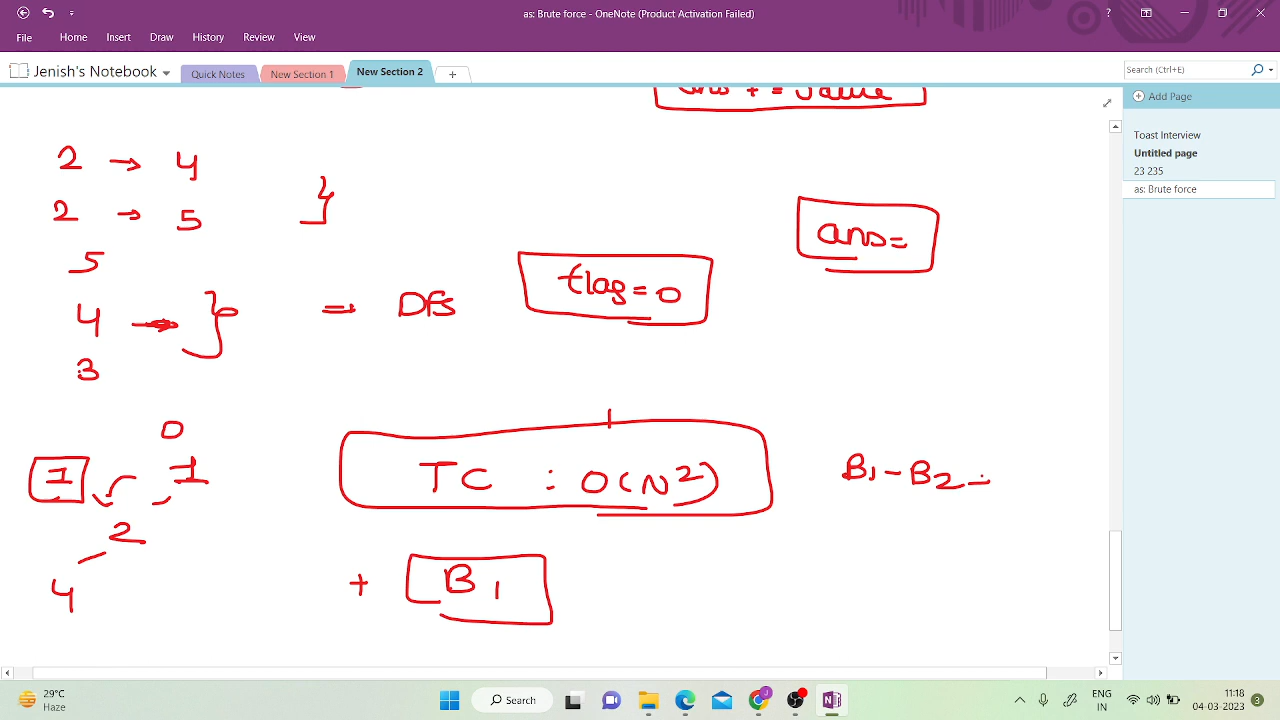 as: Brute force - OneNote (Product Activation Failed)
File Home Insert Draw History Review View
Jenish's Notebook Quick Notes New Section 1 New Section 2
Search (Ctrl+E)
Add Page
Toast Interview
Untitled page
23 235
as: Brute force
ans += value
2 → 4
2 → 5
5
4 → } ⇒ DFS
3
flag = 0
ans =
0
1 1
2
4
TC : O(N²)
+ B1
B1 - B2 -
29°C
Haze
Search
ENG
IN
11:18
04-03-2023
3